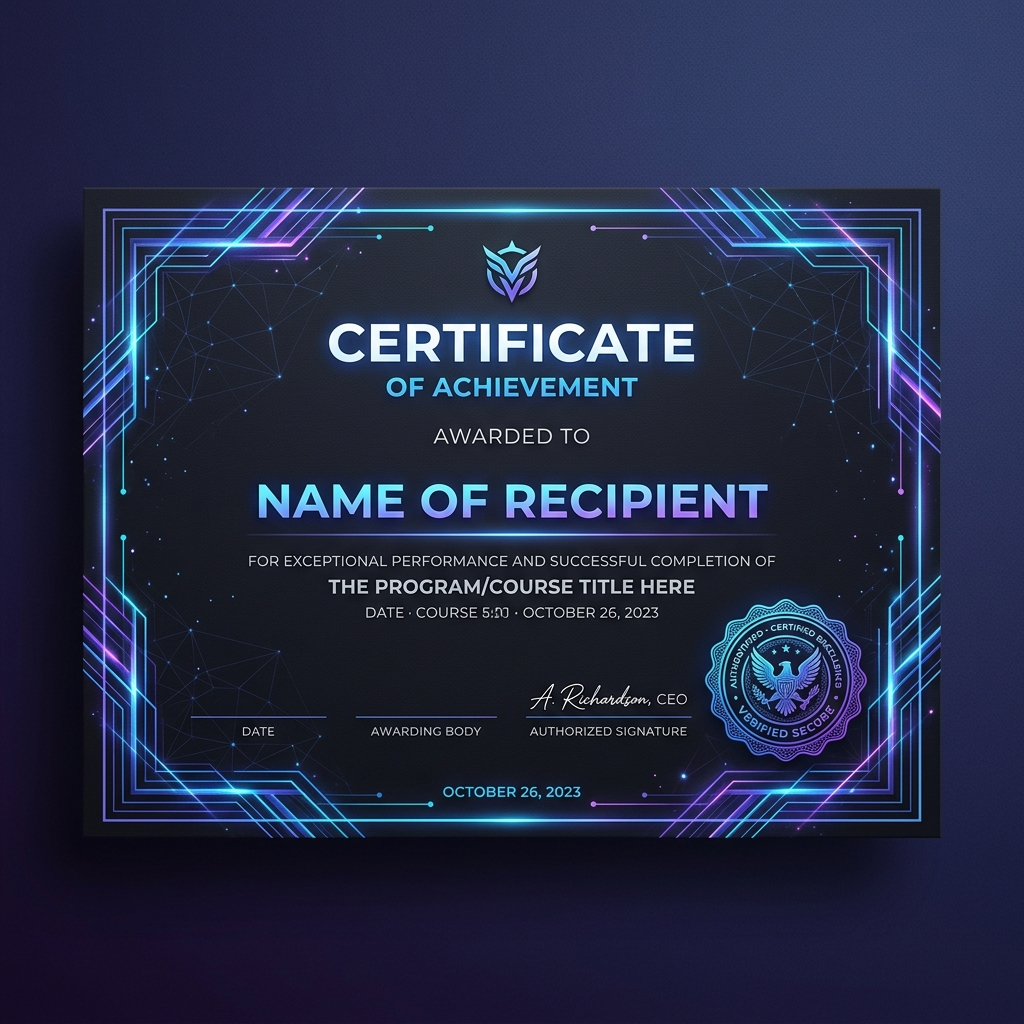 CERTIFICATE
OF ACHIEVEMENT
AWARDED TO
NAME OF RECIPIENT
FOR EXCEPTIONAL PERFORMANCE AND SUCCESSFUL COMPLETION OF
THE PROGRAM/COURSE TITLE HERE
DATE · COURSE · OCTOBER 26, 2023
A. Richardson, CEO
DATE
AWARDING BODY
AUTHORIZED SIGNATURE
OCTOBER 26, 2023